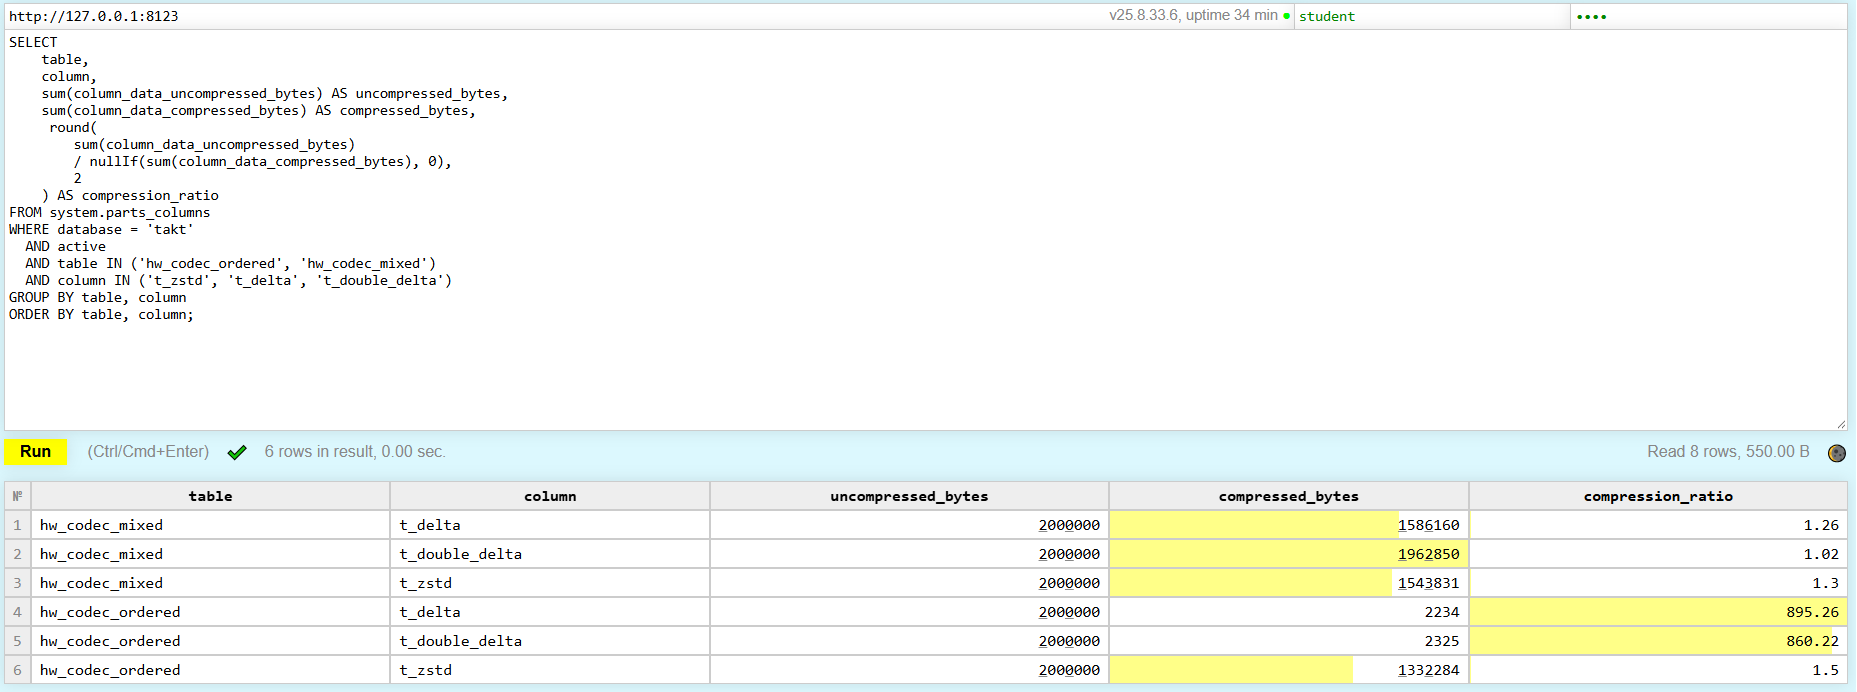 http://127.0.0.1:8123 v25.8.33.6, uptime 34 min student ••••
SELECT
    table,
    column,
    sum(column_data_uncompressed_bytes) AS uncompressed_bytes,
    sum(column_data_compressed_bytes) AS compressed_bytes,
     round(
        sum(column_data_uncompressed_bytes)
        / nullIf(sum(column_data_compressed_bytes), 0),
        2
    ) AS compression_ratio
FROM system.parts_columns
WHERE database = 'takt'
  AND active
  AND table IN ('hw_codec_ordered', 'hw_codec_mixed')
  AND column IN ('t_zstd', 't_delta', 't_double_delta')
GROUP BY table, column
ORDER BY table, column;
Run (Ctrl/Cmd+Enter) 6 rows in result, 0.00 sec. Read 8 rows, 550.00 B
№ table column uncompressed_bytes compressed_bytes compression_ratio
1 hw_codec_mixed t_delta 2000000 1586160 1.26
2 hw_codec_mixed t_double_delta 2000000 1962850 1.02
3 hw_codec_mixed t_zstd 2000000 1543831 1.3
4 hw_codec_ordered t_delta 2000000 2234 895.26
5 hw_codec_ordered t_double_delta 2000000 2325 860.22
6 hw_codec_ordered t_zstd 2000000 1332284 1.5